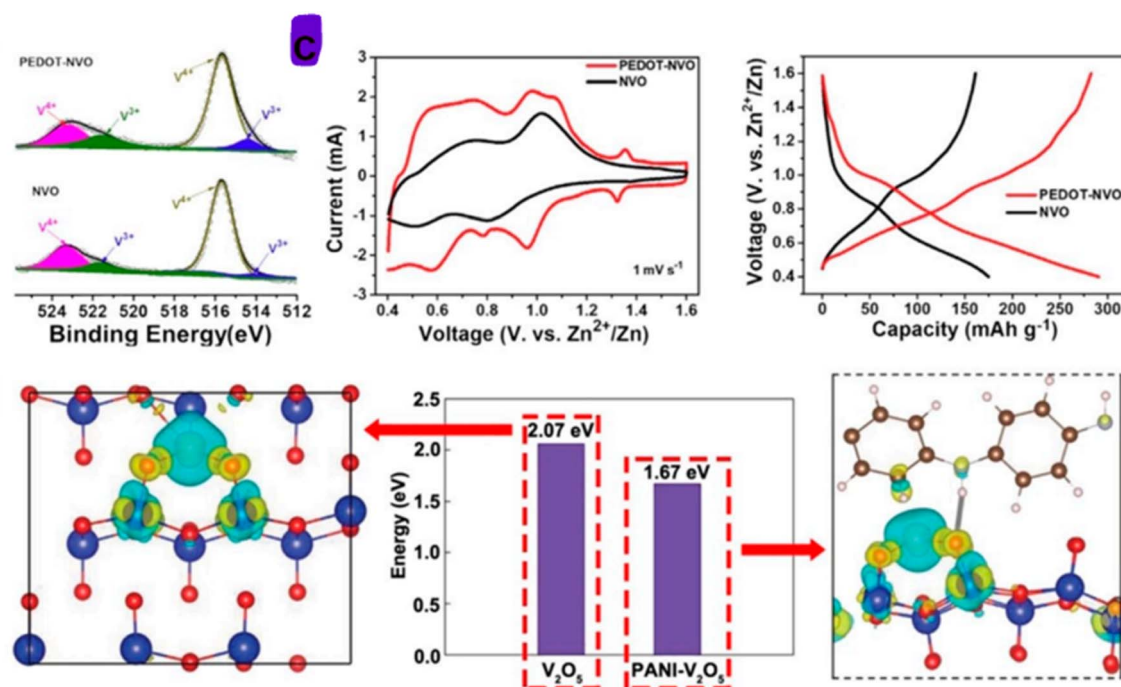 PEDOT-NVO
V⁴⁺
V⁴⁺
V³⁺
V³⁺
NVO
V⁴⁺
V⁴⁺
V³⁺
V³⁺
524 522 520 518 516 514 512
Binding Energy(eV)
C
PEDOT-NVO
NVO
3
2
1
0
-1
-2
-3
Current (mA)
1 mV s⁻¹
0.4 0.6 0.8 1.0 1.2 1.4 1.6
Voltage (V. vs. Zn²⁺/Zn)
1.6
1.4
1.2
1.0
0.8
0.6
0.4
Voltage (V. vs. Zn²⁺/Zn)
PEDOT-NVO
NVO
0 50 100 150 200 250 300
Capacity (mAh g⁻¹)
2.5
2.0
1.5
1.0
0.5
0.0
Energy (eV)
2.07 eV
1.67 eV
V₂O₅ PANI-V₂O₅